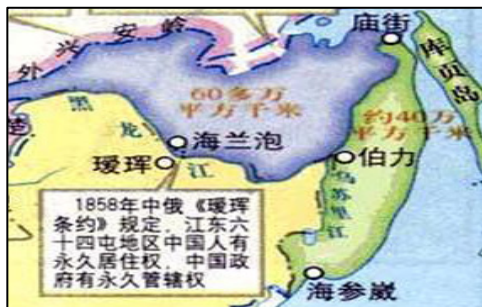 外兴安岭
庙街
库页岛
60多万
平方千米
黑龙江
海兰泡
约40万
平方千米
瑷珲
伯力
乌苏里江
1858年中俄《瑷珲
条约》规定，江东六
十四屯地区中国人有
永久居住权，中国政
府有永久管辖权
海参崴